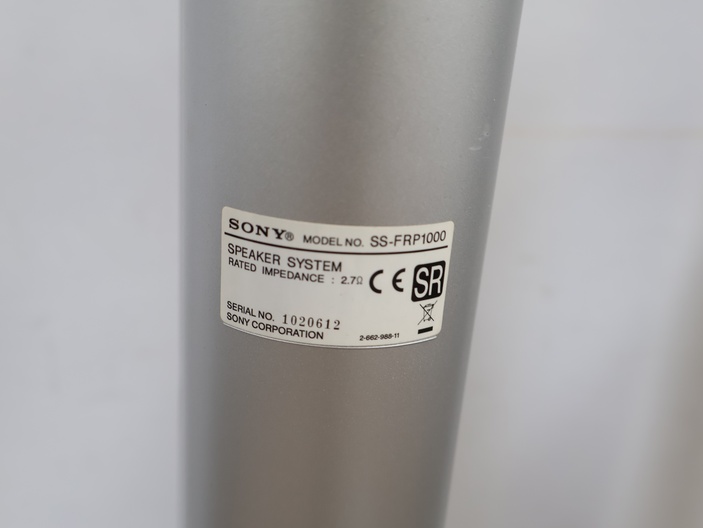 SONY® MODEL NO. SS-FRP1000
SPEAKER SYSTEM
RATED IMPEDANCE : 2.7Ω
CE SR
SERIAL NO. 1020612
SONY CORPORATION 2-662-988-11